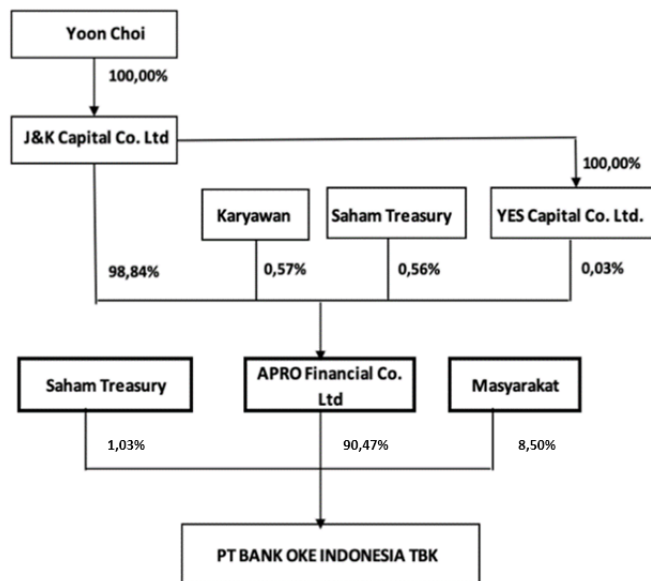 Yoon Choi
100,00%
J&K Capital Co. Ltd
100,00%
Karyawan
Saham Treasury
YES Capital Co. Ltd.
98,84%
0,57%
0,56%
0,03%
Saham Treasury
APRO Financial Co.
Ltd
Masyarakat
1,03%
90,47%
8,50%
PT BANK OKE INDONESIA TBK